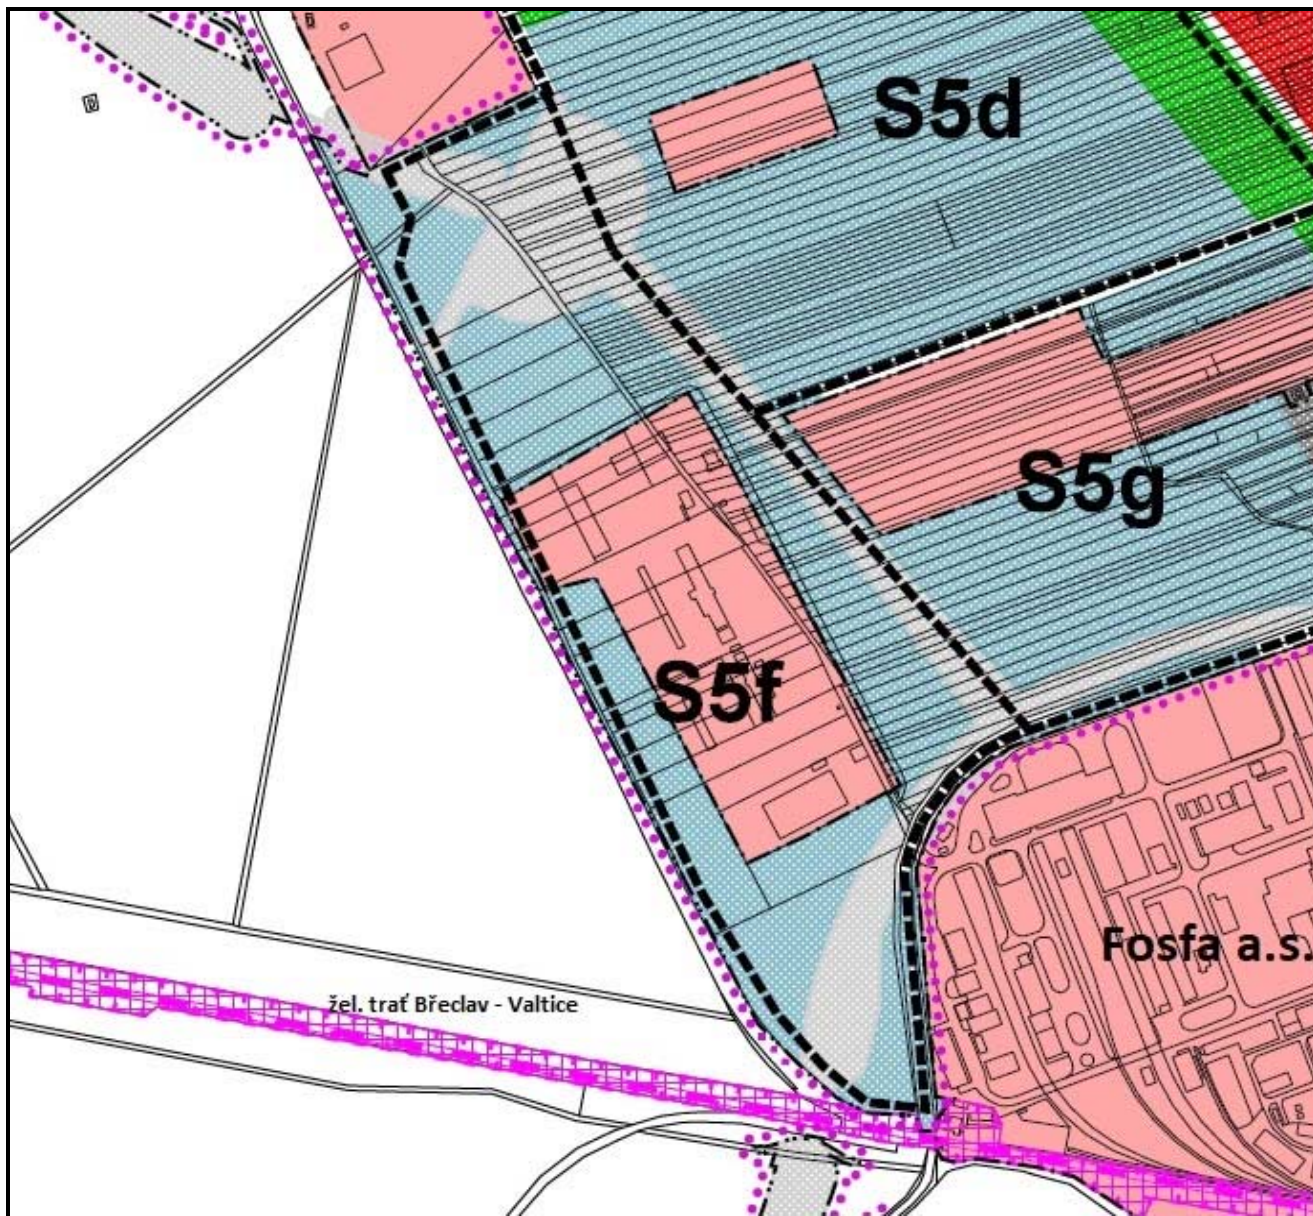 S5d
S5g
S5f
Fosfa a.s.
žel. trať Břeclav - Valtice